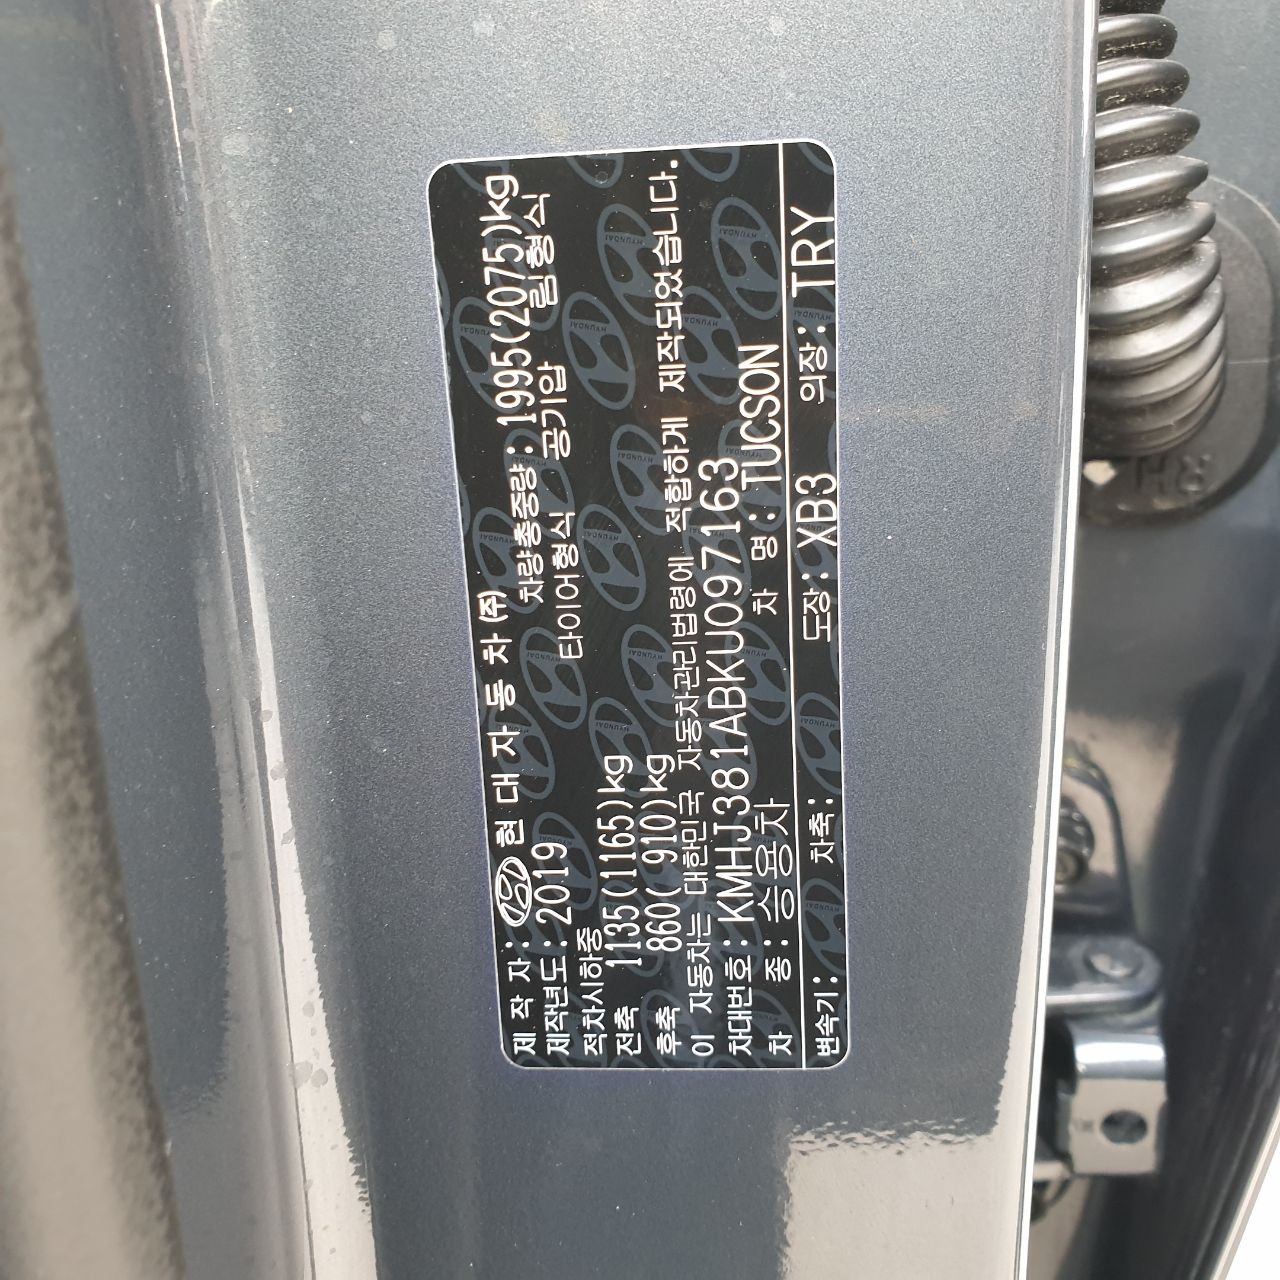 제 작 자: 현 대 자 동 차 (주)
제작년도: 2019 차량총중량: 1995(2075)kg
적차시하중 타이어형식 공기압 림형식
전축 1135(1165)kg
후축 860( 910)kg
이 자동차는 대한민국 자동차관리법령에 적합하게 제작되었습니다.
차대번호: KMHJ381ABKU097163
차 종: 승용차 차 명: TUCSON
변속기: 차축: 도장: XB3 의장: TRY
HYUNDAI